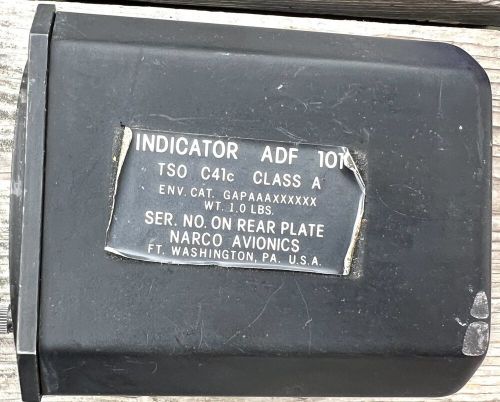 INDICATOR ADF 101
TSO C41c CLASS A
ENV. CAT. GAPAAAXXXXXX
WT. 1.0 LBS.
SER. NO. ON REAR PLATE
NARCO AVIONICS
FT. WASHINGTON, PA. U.S.A.